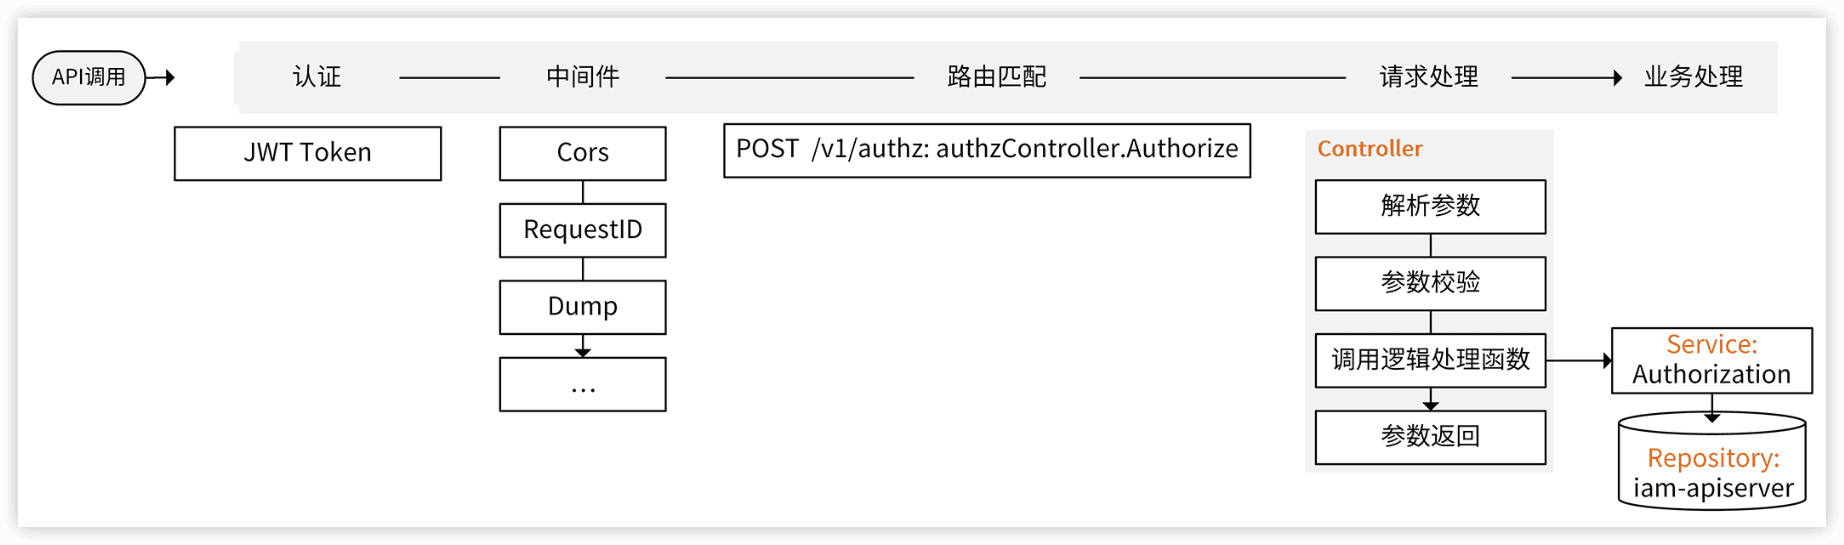 API调用
认证
中间件
路由匹配
请求处理
业务处理
JWT Token
Cors
RequestID
Dump
...
POST /v1/authz: authzController.Authorize
Controller
解析参数
参数校验
调用逻辑处理函数
参数返回
Service:
Authorization
Repository:
iam-apiserver